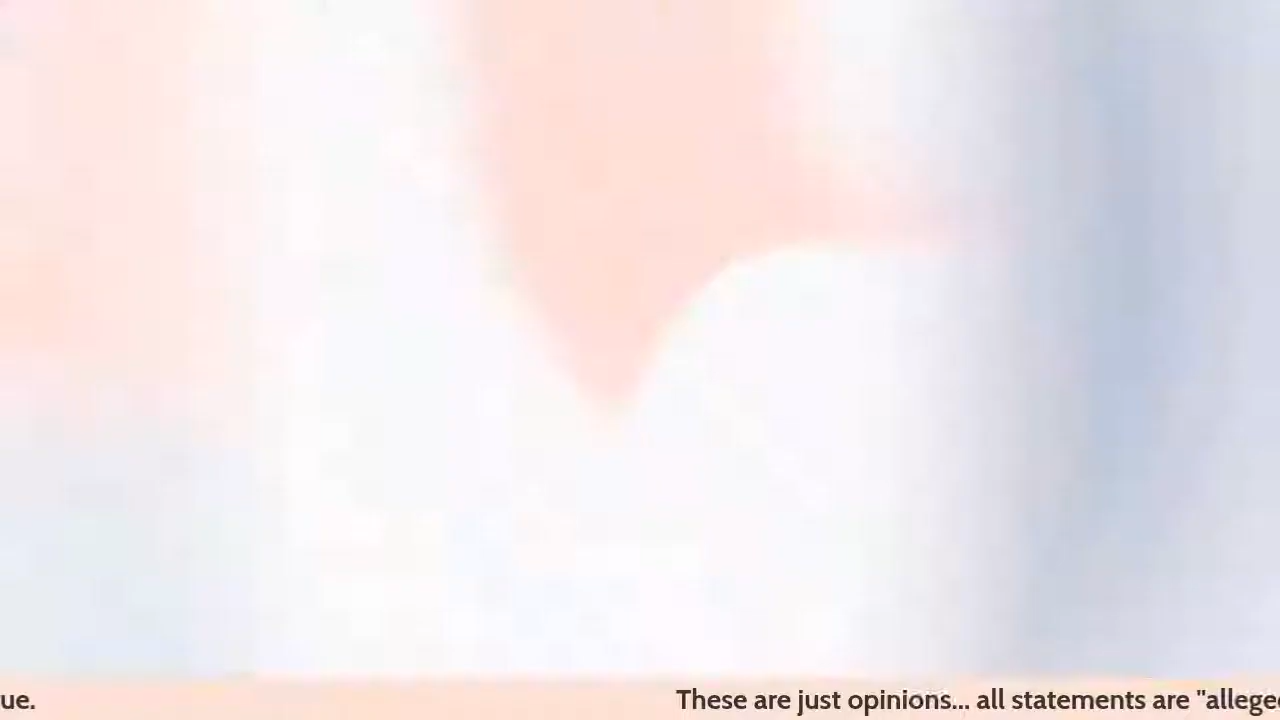 ue. These are just opinions... all statements are "allege